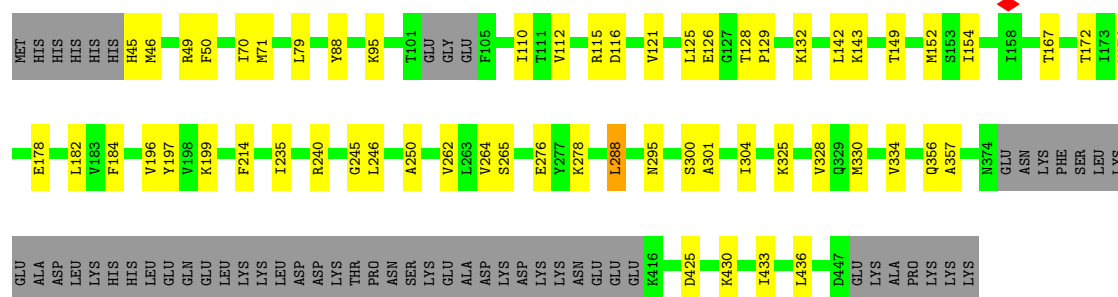 MET HIS HIS HIS HIS HIS HIS H45 M46 R49 F50 I70 M71 L79 Y88 K95 T101 GLU GLY GLU F105 I110 T111 V112 R115 D116 V121 L125 E126 G127 T128 P129 K132 L142 K143 T149 M152 S153 I154 I158 T167 T172 I173
E178 L182 V183 F184 V196 Y197 V198 K199 F214 I235 R240 G245 L246 A250 V262 L263 V264 S265 E276 Y277 K278 L288 N295 S300 A301 I304 K325 V328 Q329 M330 V334 Q356 A357 N374 GLU ASN LYS PHE SER LEU LYS
GLU ALA ASP LEU LYS HIS HIS LEU GLU GLN GLU LEU LYS LYS LEU ASP ASP LYS THR PRO ASN SER LYS GLU ALA ASP LYS ASP LYS ASN GLU GLU GLU K416 D425 K430 I433 L436 D447 GLU LYS ALA PRO LYS LYS LYS